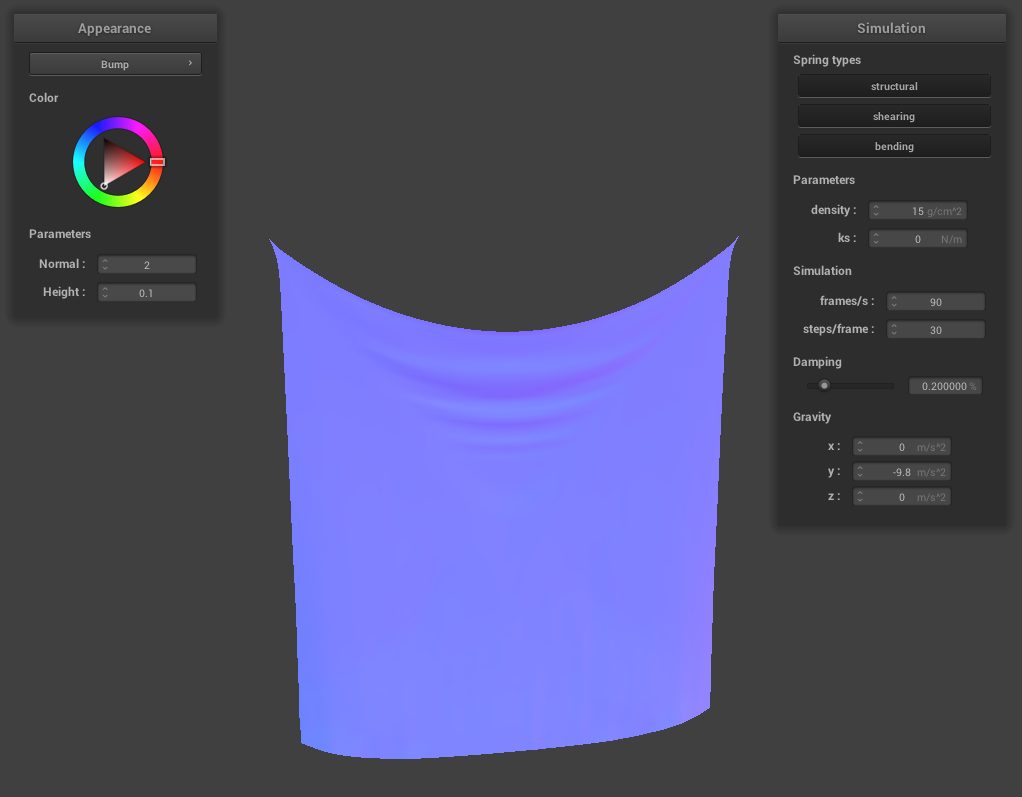 Appearance
Bump
Color
Parameters
Normal : 2
Height : 0.1
Simulation
Spring types
structural
shearing
bending
Parameters
density : 15 g/cm^2
ks : 0 N/m
Simulation
frames/s : 90
steps/frame : 30
Damping
0.200000 %
Gravity
x : 0 m/s^2
y : -9.8 m/s^2
z : 0 m/s^2